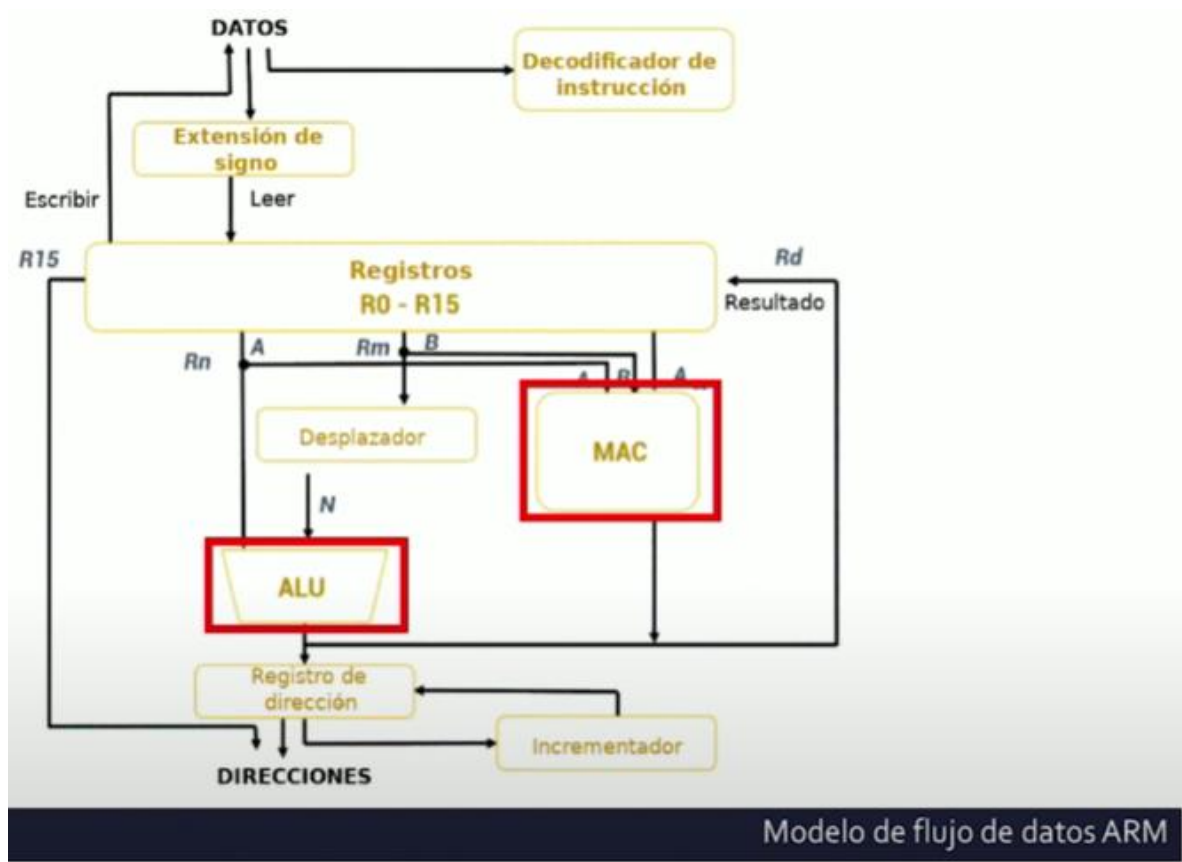 DATOS
Decodificador de
instrucción
Extensión de
signo
Escribir
Leer
R15
Registros
R0 - R15
Rd
Resultado
Rn
A
Rm
B
A
B
A
Desplazador
MAC
N
ALU
Registro de
dirección
Incrementador
DIRECCIONES
Modelo de flujo de datos ARM